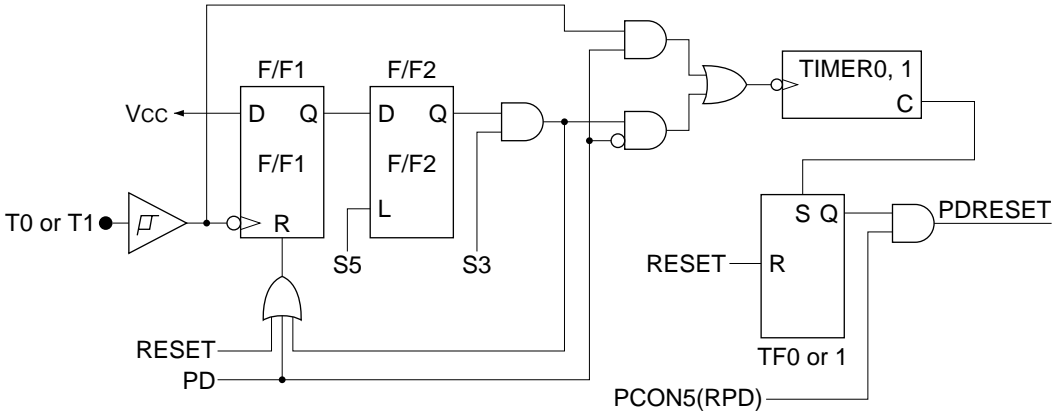 F/F1
F/F2
TIMER0, 1
C
VCC
D
Q
D
Q
F/F1
F/F2
T0 or T1
R
L
S5
S3
S
Q
PDRESET
RESET
R
RESET
PD
TF0 or 1
PCON5(RPD)